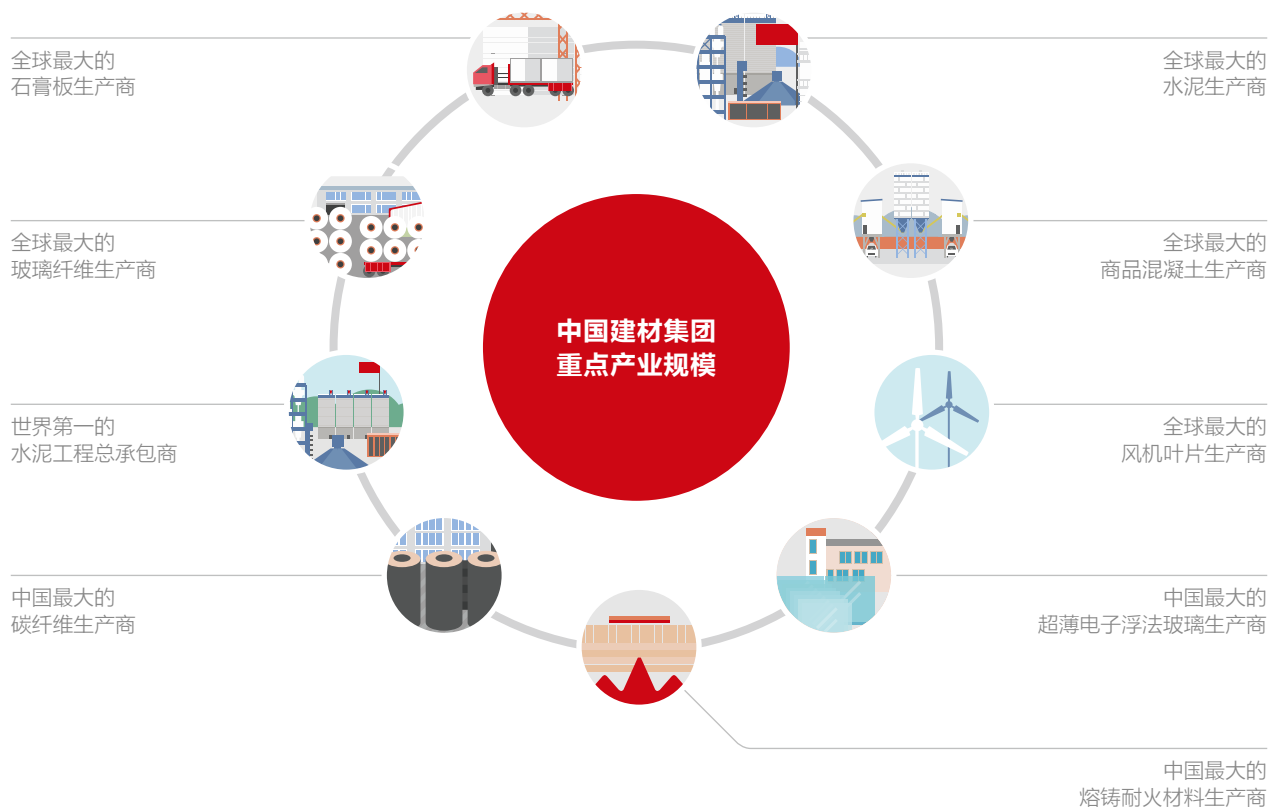 全球最大的
石膏板生产商
全球最大的
水泥生产商
全球最大的
玻璃纤维生产商
全球最大的
商品混凝土生产商
中国建材集团
重点产业规模
世界第一的
水泥工程总承包商
全球最大的
风机叶片生产商
中国最大的
碳纤维生产商
中国最大的
超薄电子浮法玻璃生产商
中国最大的
熔铸耐火材料生产商